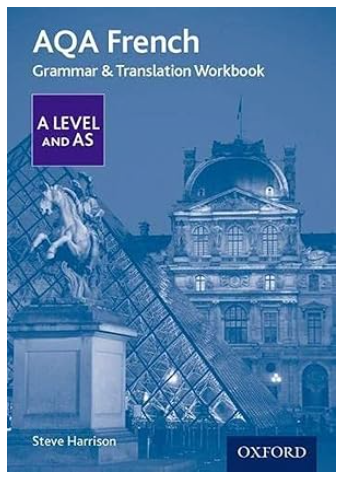 AQA French
Grammar & Translation Workbook
A LEVEL
AND AS
Steve Harrison
OXFORD